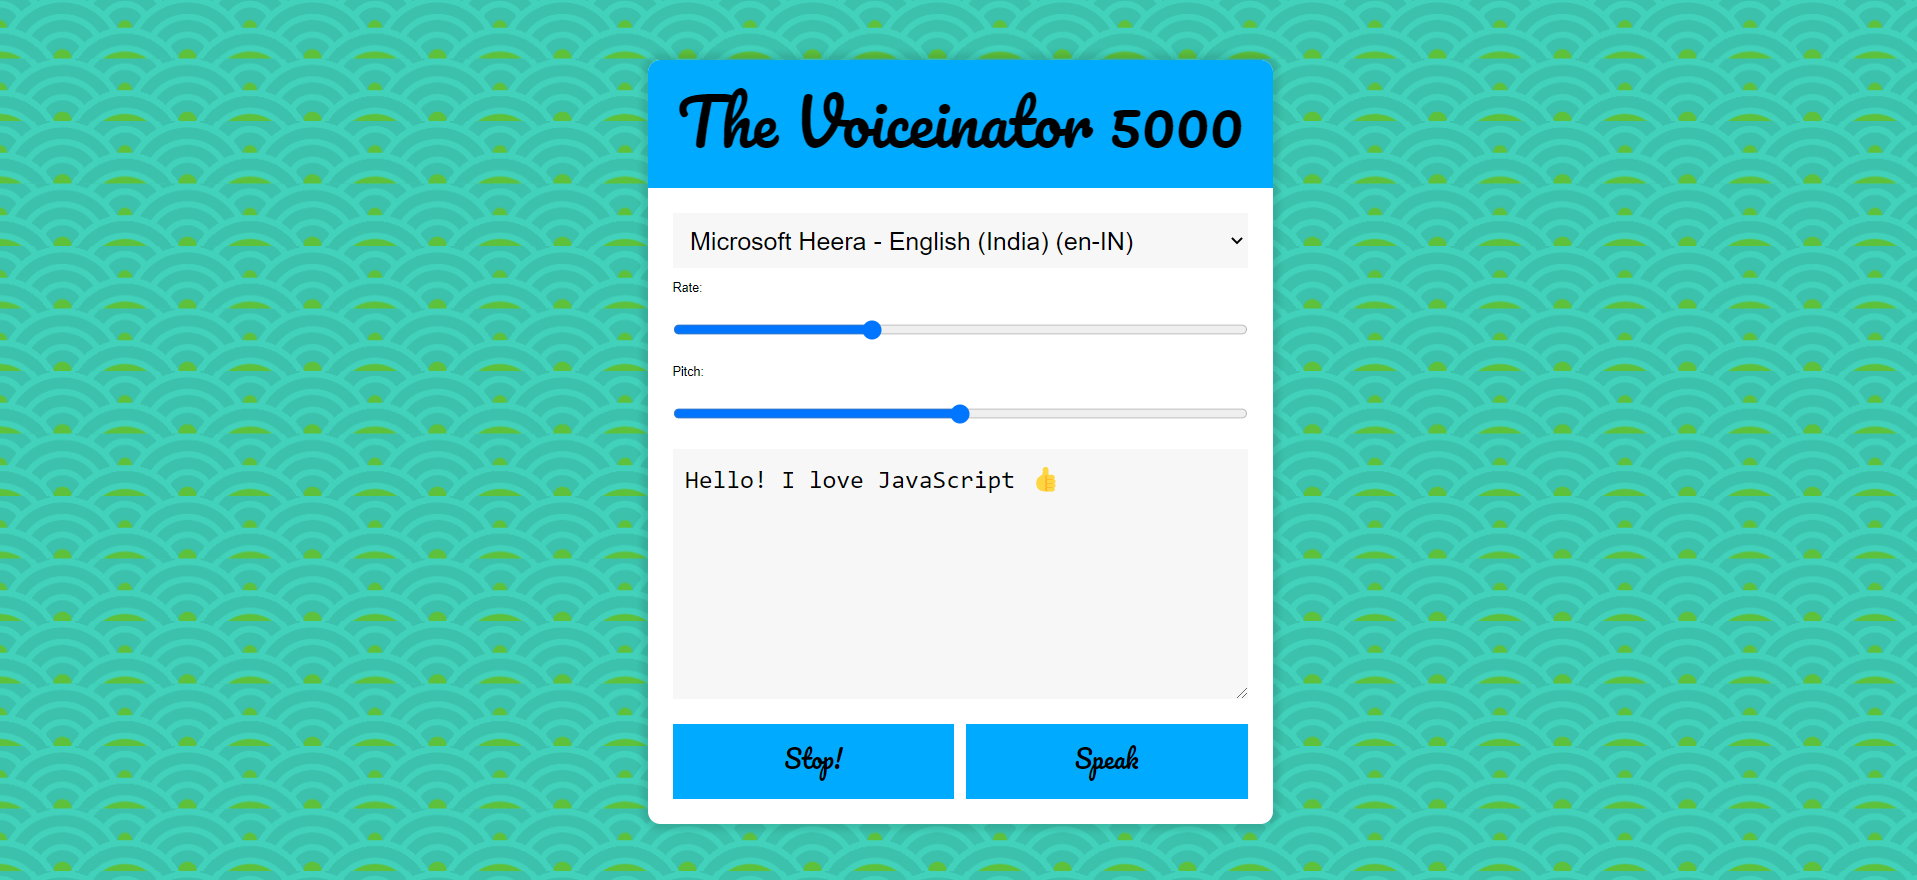 The Voiceinator 5000
Microsoft Heera - English (India) (en-IN)
Rate:
Pitch:
Hello! I love JavaScript 👍
Stop!
Speak